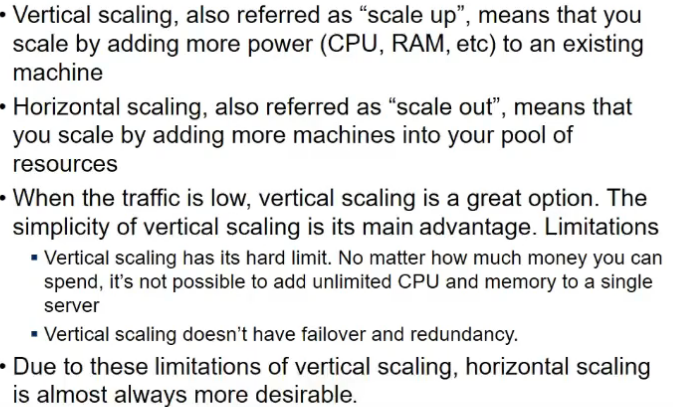 • Vertical scaling, also referred as “scale up”, means that you
scale by adding more power (CPU, RAM, etc) to an existing
machine
• Horizontal scaling, also referred as “scale out”, means that
you scale by adding more machines into your pool of
resources
• When the traffic is low, vertical scaling is a great option. The
simplicity of vertical scaling is its main advantage. Limitations
▪ Vertical scaling has its hard limit. No matter how much money you can
spend, it’s not possible to add unlimited CPU and memory to a single
server
▪ Vertical scaling doesn’t have failover and redundancy.
• Due to these limitations of vertical scaling, horizontal scaling
is almost always more desirable.